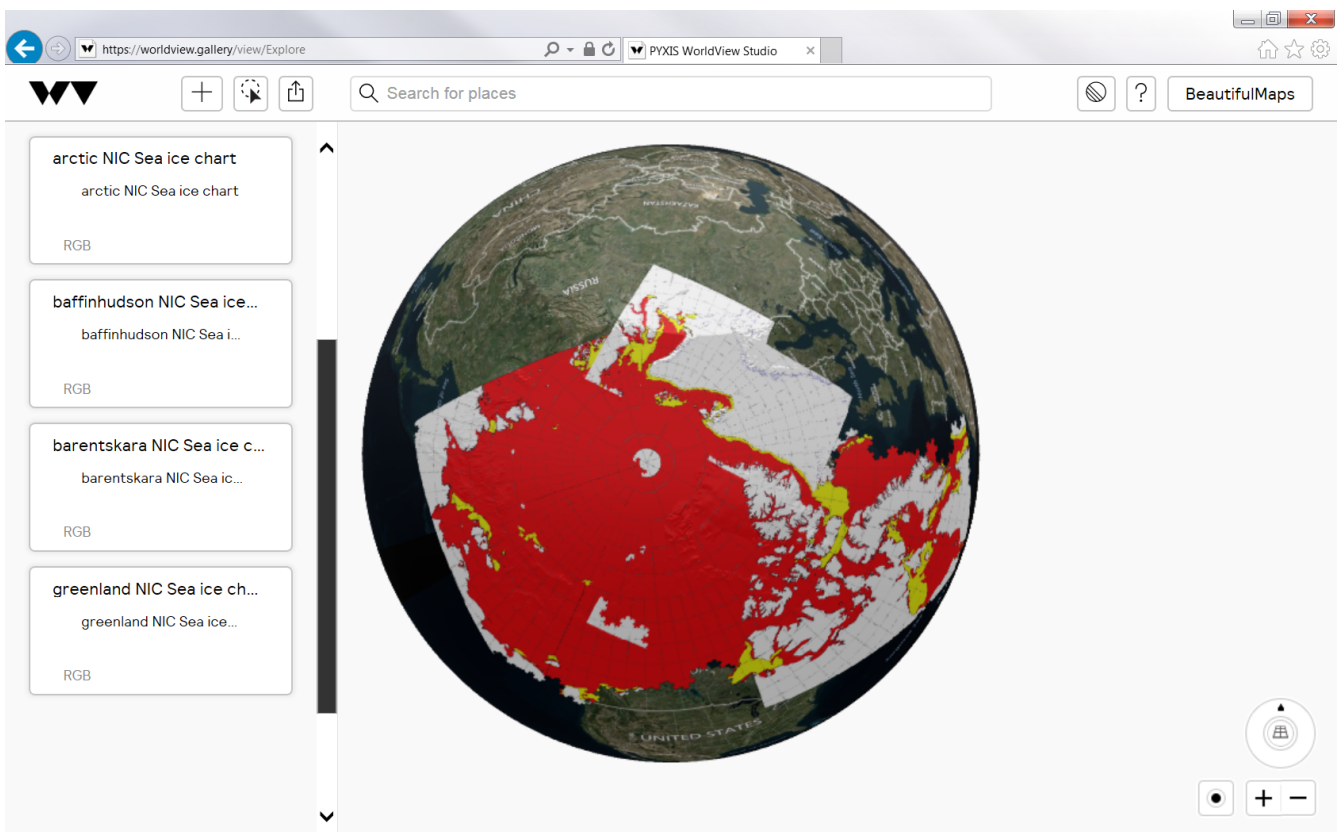 https://worldview.gallery/view/Explore
PYXIS WorldView Studio
Search for places
?
BeautifulMaps
arctic NIC Sea ice chart
arctic NIC Sea ice chart
RGB
baffinhudson NIC Sea ice...
baffinhudson NIC Sea i...
RGB
barentskara NIC Sea ice c...
barentskara NIC Sea ic...
RGB
greenland NIC Sea ice ch...
greenland NIC Sea ice...
RGB
CHINA
KAZAKHSTAN
RUSSIA
UNITED STATES